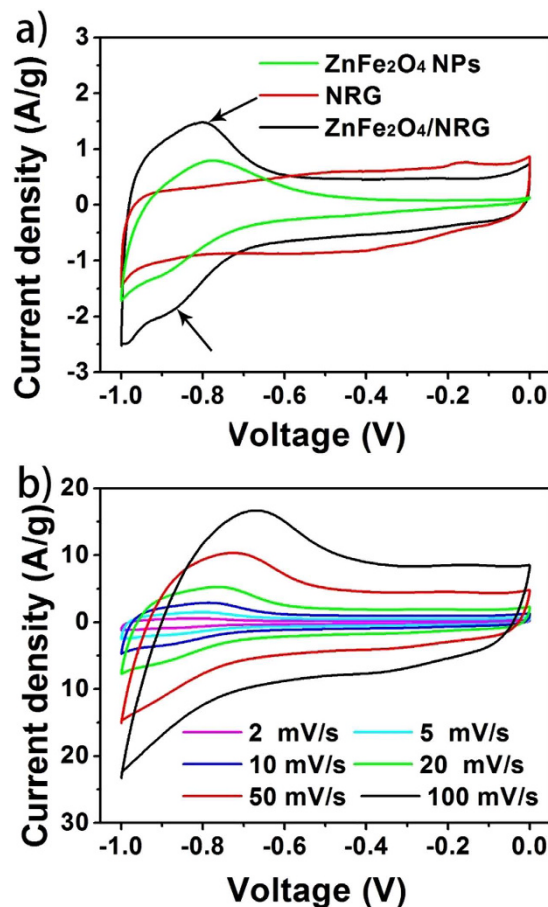 a)
Current density (A/g)
3
2
1
0
-1
-2
-3
ZnFe₂O₄ NPs
NRG
ZnFe₂O₄/NRG
-1.0 -0.8 -0.6 -0.4 -0.2 0.0
Voltage (V)
b)
Current density (A/g)
20
10
0
10
20
30
2 mV/s 5 mV/s
10 mV/s 20 mV/s
50 mV/s 100 mV/s
-1.0 -0.8 -0.6 -0.4 -0.2 0.0
Voltage (V)